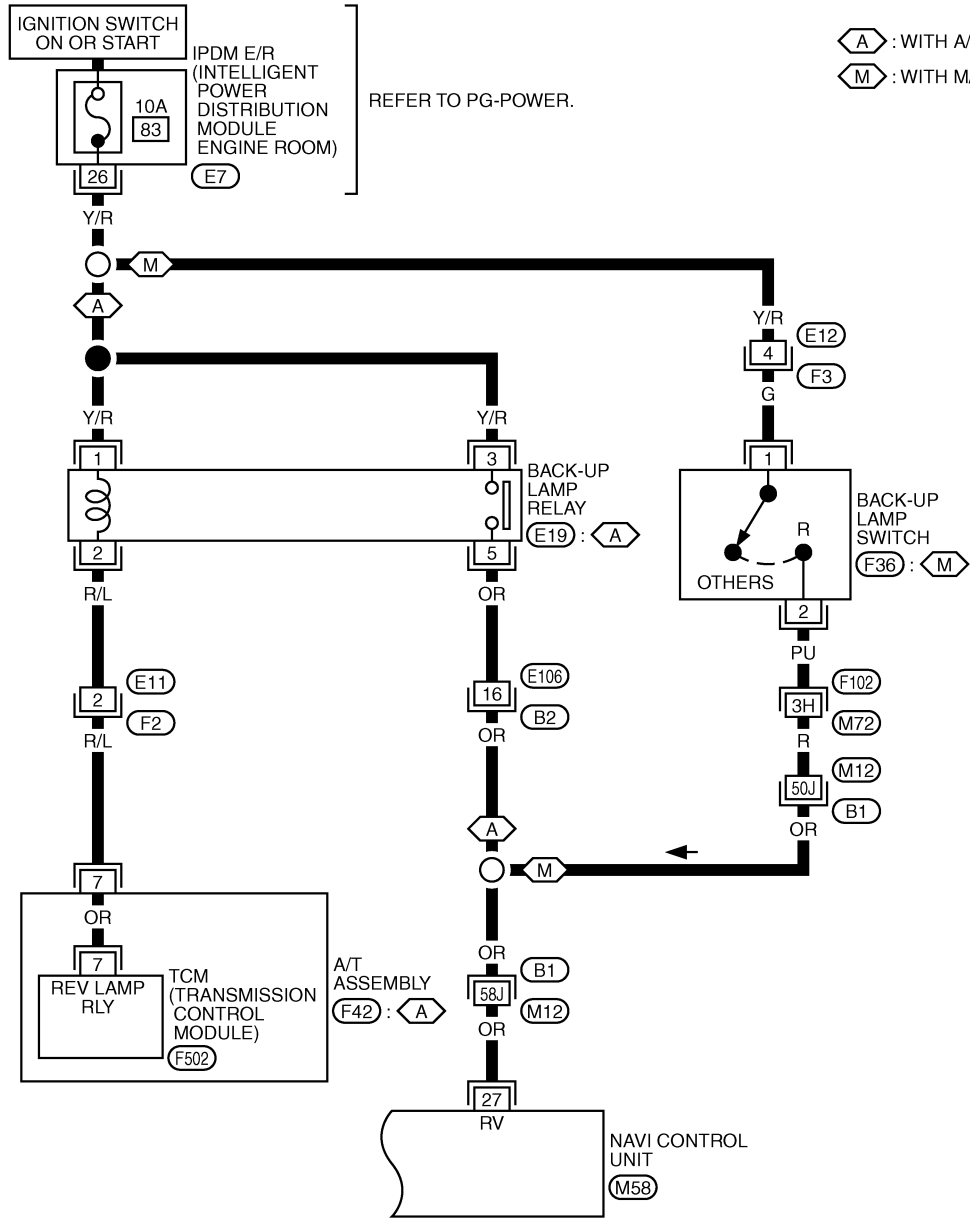 IGNITION SWITCH
ON OR START
IPDM E/R
(INTELLIGENT
POWER
DISTRIBUTION
MODULE
ENGINE ROOM)
10A
83
26
E7
REFER TO PG-POWER.
A : WITH A/
M : WITH M/
Y/R
M
A
Y/R
4
E12
F3
G
Y/R
Y/R
1
3
BACK-UP
LAMP
RELAY
E19 : A
2
5
1
R
OTHERS
BACK-UP
LAMP
SWITCH
F36 : M
2
R/L
OR
PU
2
E11
F2
R/L
16
E106
B2
OR
3H
F102
M72
R
50J
M12
B1
OR
A
M
7
OR
7
REV LAMP
RLY
TCM
(TRANSMISSION
CONTROL
MODULE)
F502
A/T
ASSEMBLY
F42 : A
OR
58J
B1
M12
OR
27
RV
NAVI CONTROL
UNIT
M58